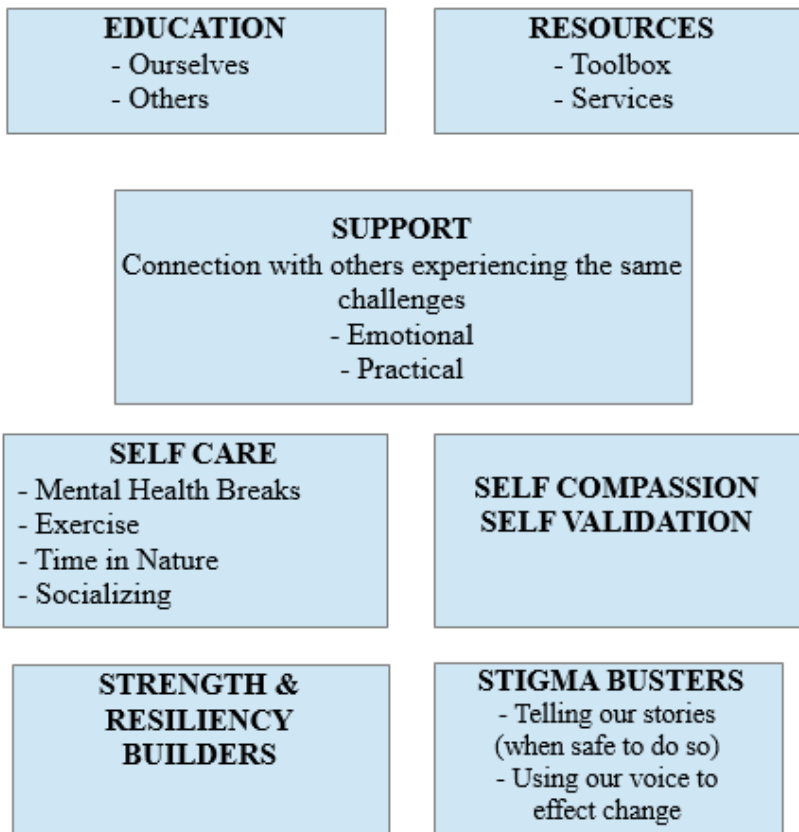 EDUCATION
- Ourselves
- Others
RESOURCES
- Toolbox
- Services
SUPPORT
Connection with others experiencing the same
challenges
- Emotional
- Practical
SELF CARE
- Mental Health Breaks
- Exercise
- Time in Nature
- Socializing
SELF COMPASSION
SELF VALIDATION
STRENGTH &
RESILIENCY
BUILDERS
STIGMA BUSTERS
- Telling our stories
(when safe to do so)
- Using our voice to
effect change